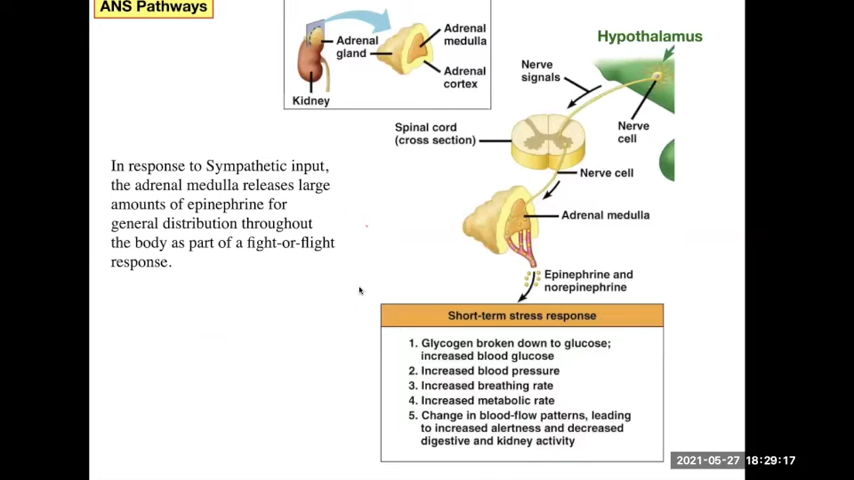 ANS Pathways
Adrenal
gland
Kidney
Adrenal
medulla
Adrenal
cortex
Hypothalamus
Nerve
signals
Nerve
cell
Spinal cord
(cross section)
Nerve cell
Adrenal medulla
In response to Sympathetic input,
the adrenal medulla releases large
amounts of epinephrine for
general distribution throughout
the body as part of a fight-or-flight
response.
Epinephrine and
norepinephrine
Short-term stress response
1. Glycogen broken down to glucose;
increased blood glucose
2. Increased blood pressure
3. Increased breathing rate
4. Increased metabolic rate
5. Change in blood-flow patterns, leading
to increased alertness and decreased
digestive and kidney activity
2021-05-27 18:29:17